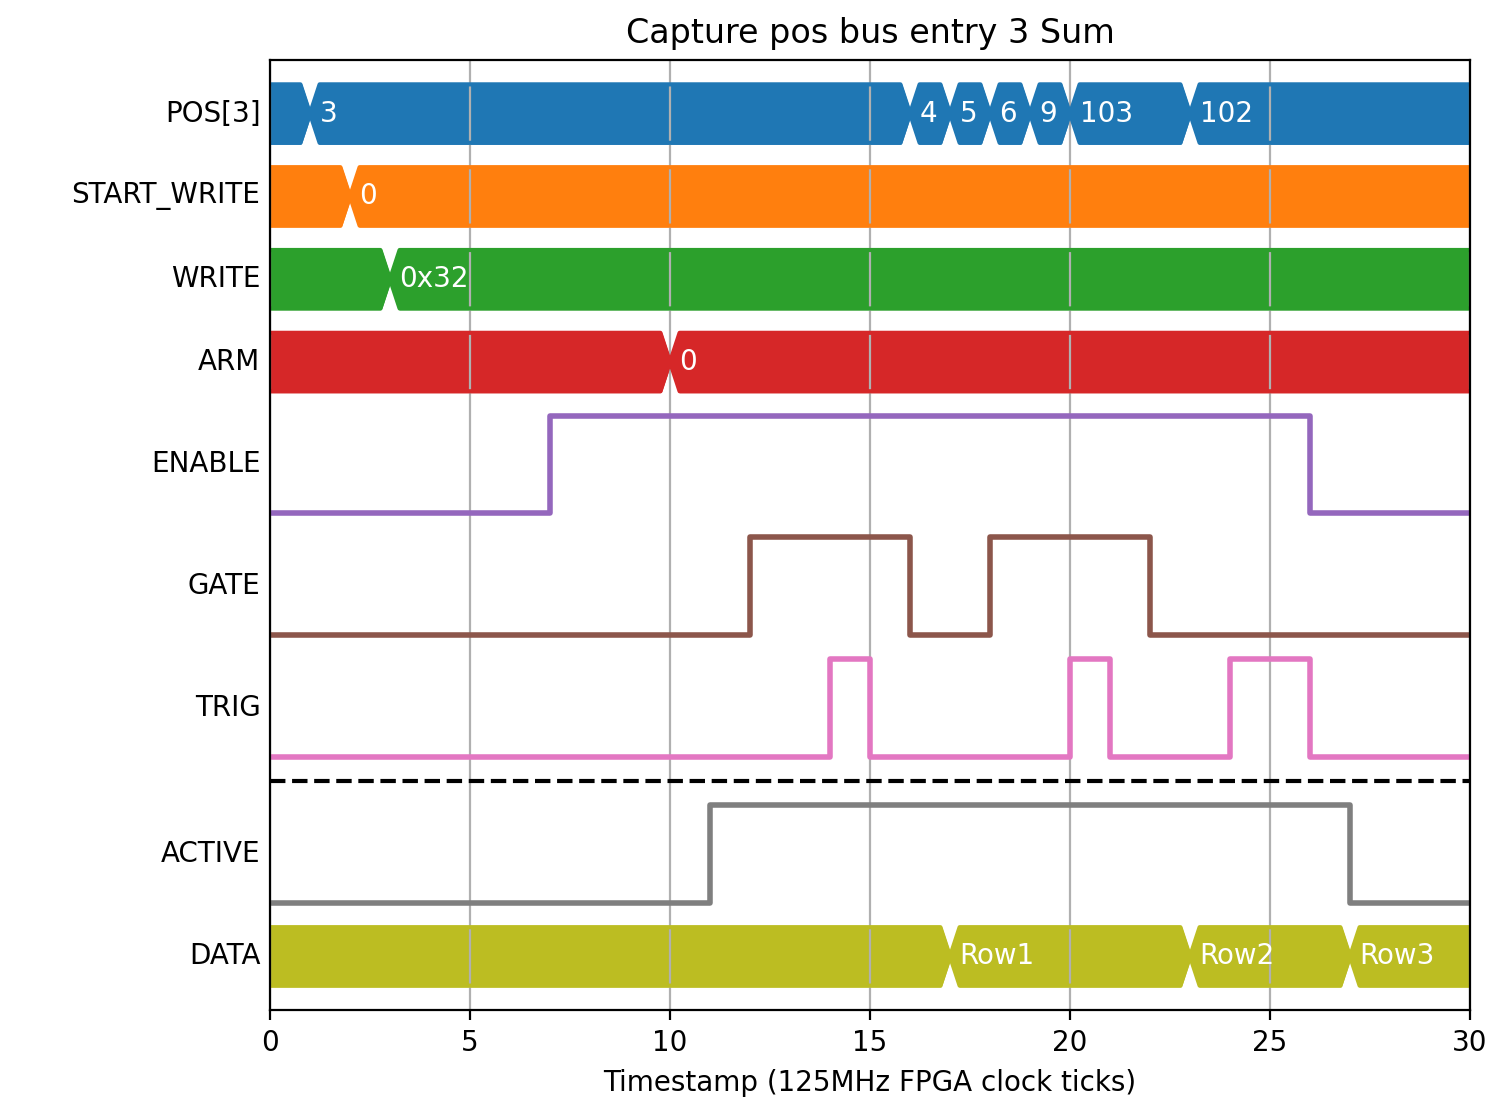 Capture pos bus entry 3 Sum
POS[3] 3 4 5 6 9 103 102
START_WRITE 0
WRITE 0x32
ARM 0
ENABLE
GATE
TRIG
ACTIVE
DATA Row1 Row2 Row3
0 5 10 15 20 25 30
Timestamp (125MHz FPGA clock ticks)